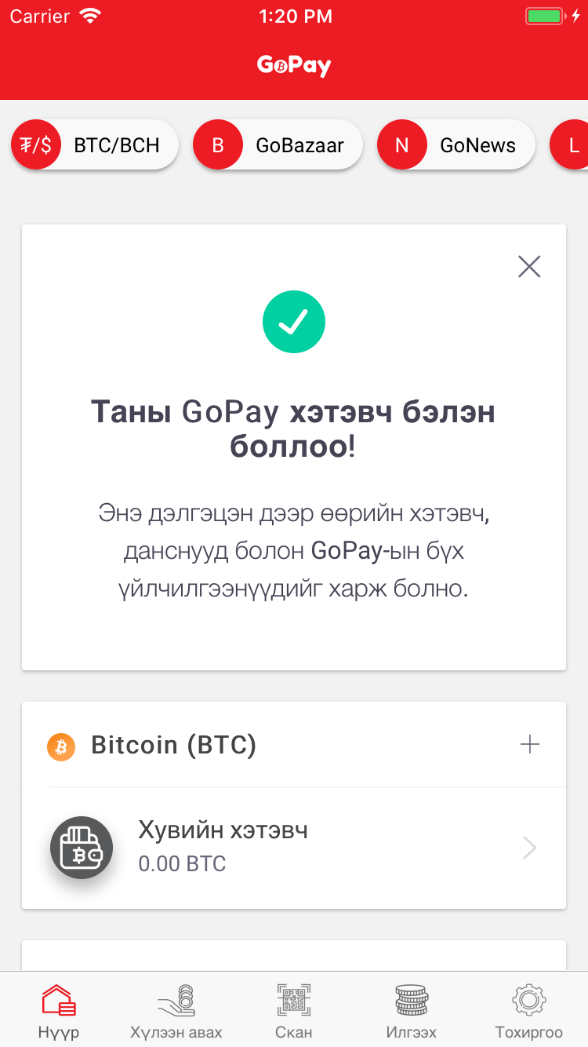 Carrier 1:20 PM
GoPay
₮/$ BTC/BCH B GoBazaar N GoNews L
Таны GoPay хэтэвч бэлэн
боллоо!
Энэ дэлгэцэн дээр өөрийн хэтэвч,
данснууд болон GoPay-ын бүх
үйлчилгээнүүдийг харж болно.
Bitcoin (BTC)
Хувийн хэтэвч
0.00 BTC
Нүүр Хүлээн авах Скан Илгээх Тохиргоо